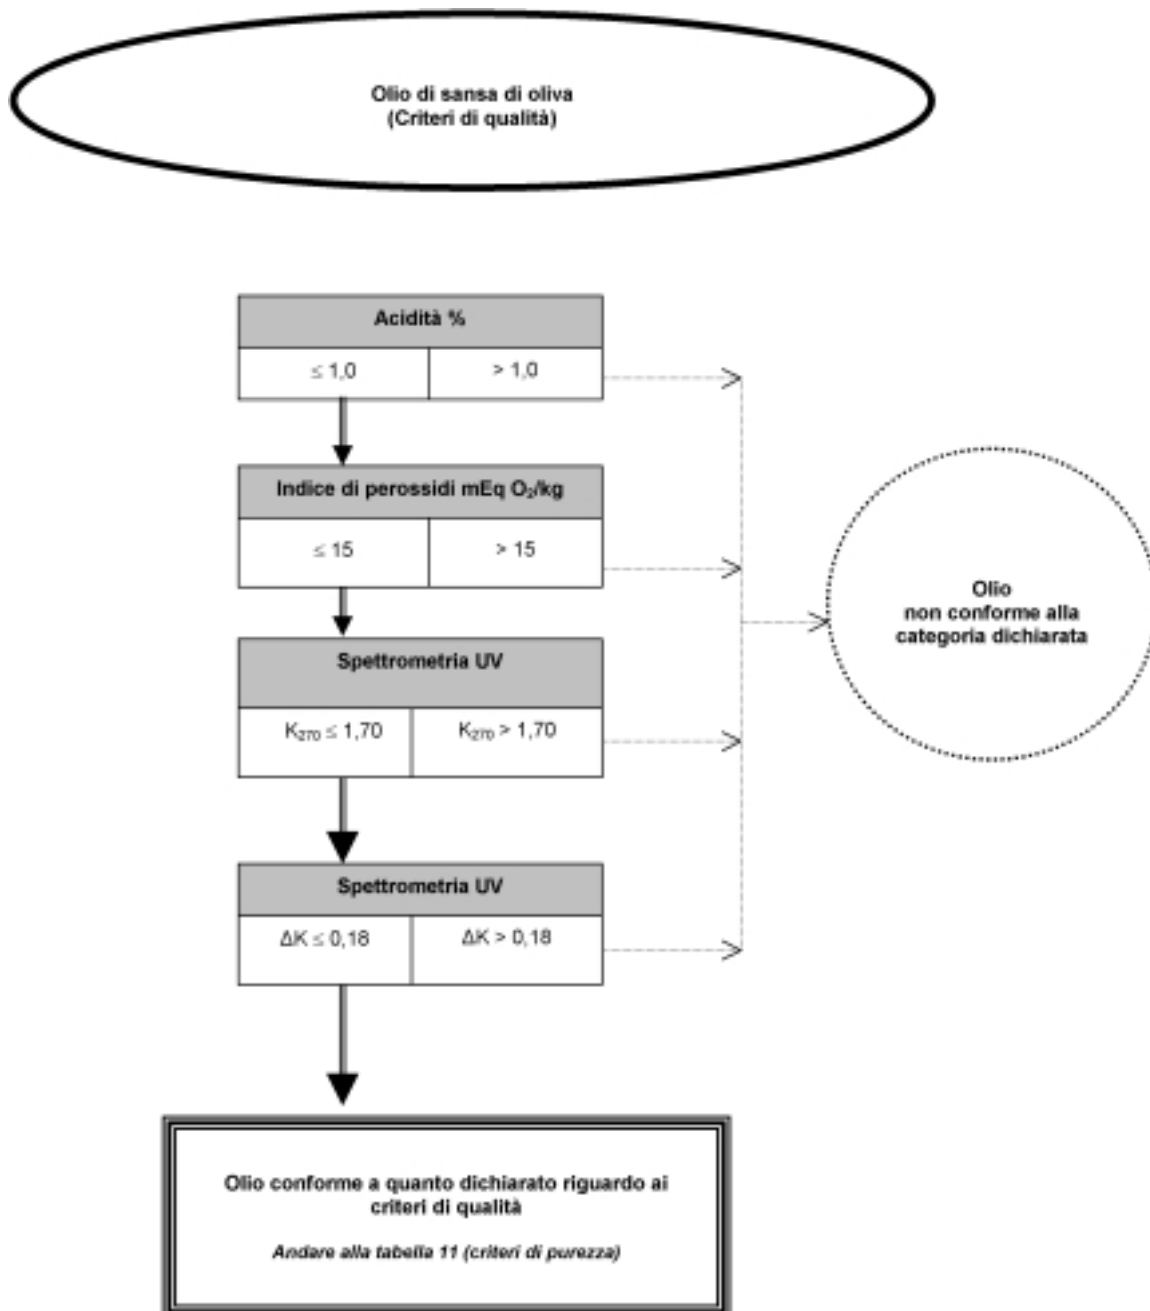 Olio di sansa di oliva
(Criteri di qualità)
Acidità %
≤ 1,0
> 1,0
Indice di perossidi mEq O₂/kg
≤ 15
> 15
Spettrometria UV
K₂₇₀ ≤ 1,70
K₂₇₀ > 1,70
Spettrometria UV
ΔK ≤ 0,18
ΔK > 0,18
Olio
non conforme alla
categoria dichiarata
Olio conforme a quanto dichiarato riguardo ai
criteri di qualità
Andare alla tabella 11 (criteri di purezza)